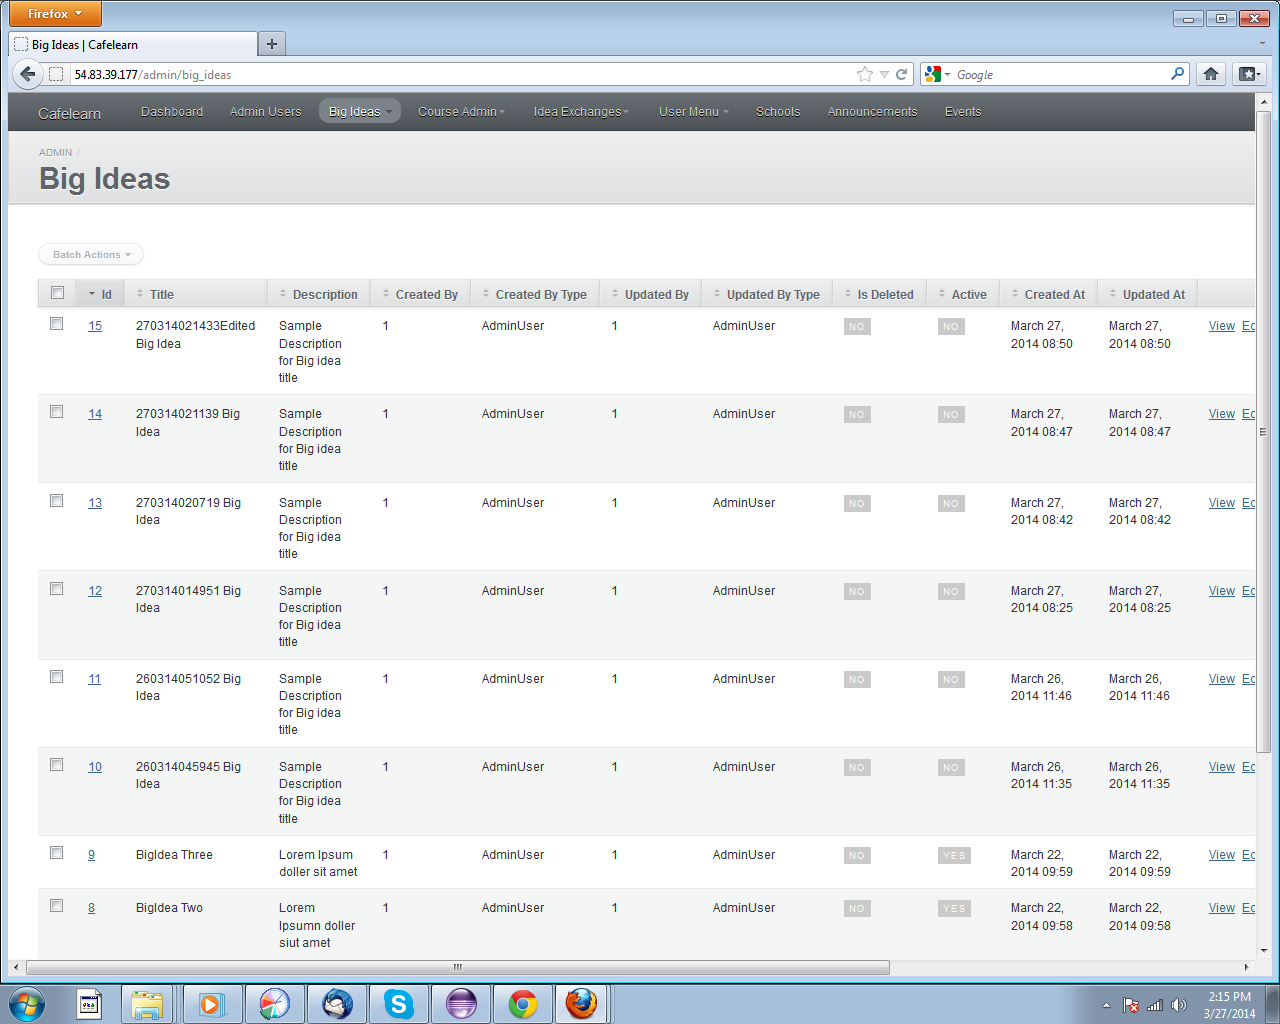 Firefox
Big Ideas | Cafelearn
54.83.39.177/admin/big_ideas
Google
Cafelearn Dashboard Admin Users Big Ideas Course Admin Idea Exchanges User Menu Schools Announcements Events
ADMIN /
Big Ideas
Batch Actions
Id Title Description Created By Created By Type Updated By Updated By Type Is Deleted Active Created At Updated At
15 270314021433Edited Sample 1 AdminUser 1 AdminUser NO NO March 27, March 27, View Ec
Big Idea Description 2014 08:50 2014 08:50
for Big idea
title
14 270314021139 Big Sample 1 AdminUser 1 AdminUser NO NO March 27, March 27, View Ec
Idea Description 2014 08:47 2014 08:47
for Big idea
title
13 270314020719 Big Sample 1 AdminUser 1 AdminUser NO NO March 27, March 27, View Ec
Idea Description 2014 08:42 2014 08:42
for Big idea
title
12 270314014951 Big Sample 1 AdminUser 1 AdminUser NO NO March 27, March 27, View Ec
Idea Description 2014 08:25 2014 08:25
for Big idea
title
11 260314051052 Big Sample 1 AdminUser 1 AdminUser NO NO March 26, March 26, View Ec
Idea Description 2014 11:46 2014 11:46
for Big idea
title
10 260314045945 Big Sample 1 AdminUser 1 AdminUser NO NO March 26, March 26, View Ec
Idea Description 2014 11:35 2014 11:35
for Big idea
title
9 BigIdea Three Lorem Ipsum 1 AdminUser 1 AdminUser NO YES March 22, March 22, View Ec
doller sit amet 2014 09:59 2014 09:59
8 BigIdea Two Lorem 1 AdminUser 1 AdminUser NO YES March 22, March 22, View Ec
Ipsumn doller 2014 09:58 2014 09:58
siut amet
2:15 PM
3/27/2014